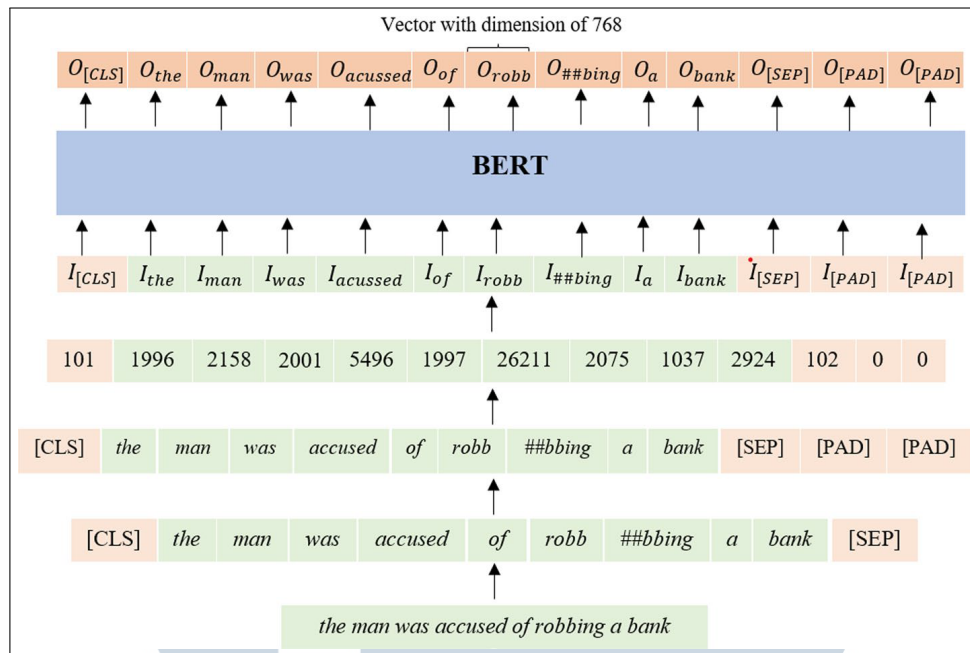 Vector with dimension of 768
O[CLS] Othe Oman Owas Oacussed Oof Orobb O##bing Oa Obank O[SEP] O[PAD] O[PAD]
BERT
I[CLS] Ithe Iman Iwas Iacussed Iof Irobb I##bing Ia Ibank I[SEP] I[PAD] I[PAD]
101 1996 2158 2001 5496 1997 26211 2075 1037 2924 102 0 0
[CLS] the man was accused of robb ##bbing a bank [SEP] [PAD] [PAD]
[CLS] the man was accused of robb ##bbing a bank [SEP]
the man was accused of robbing a bank